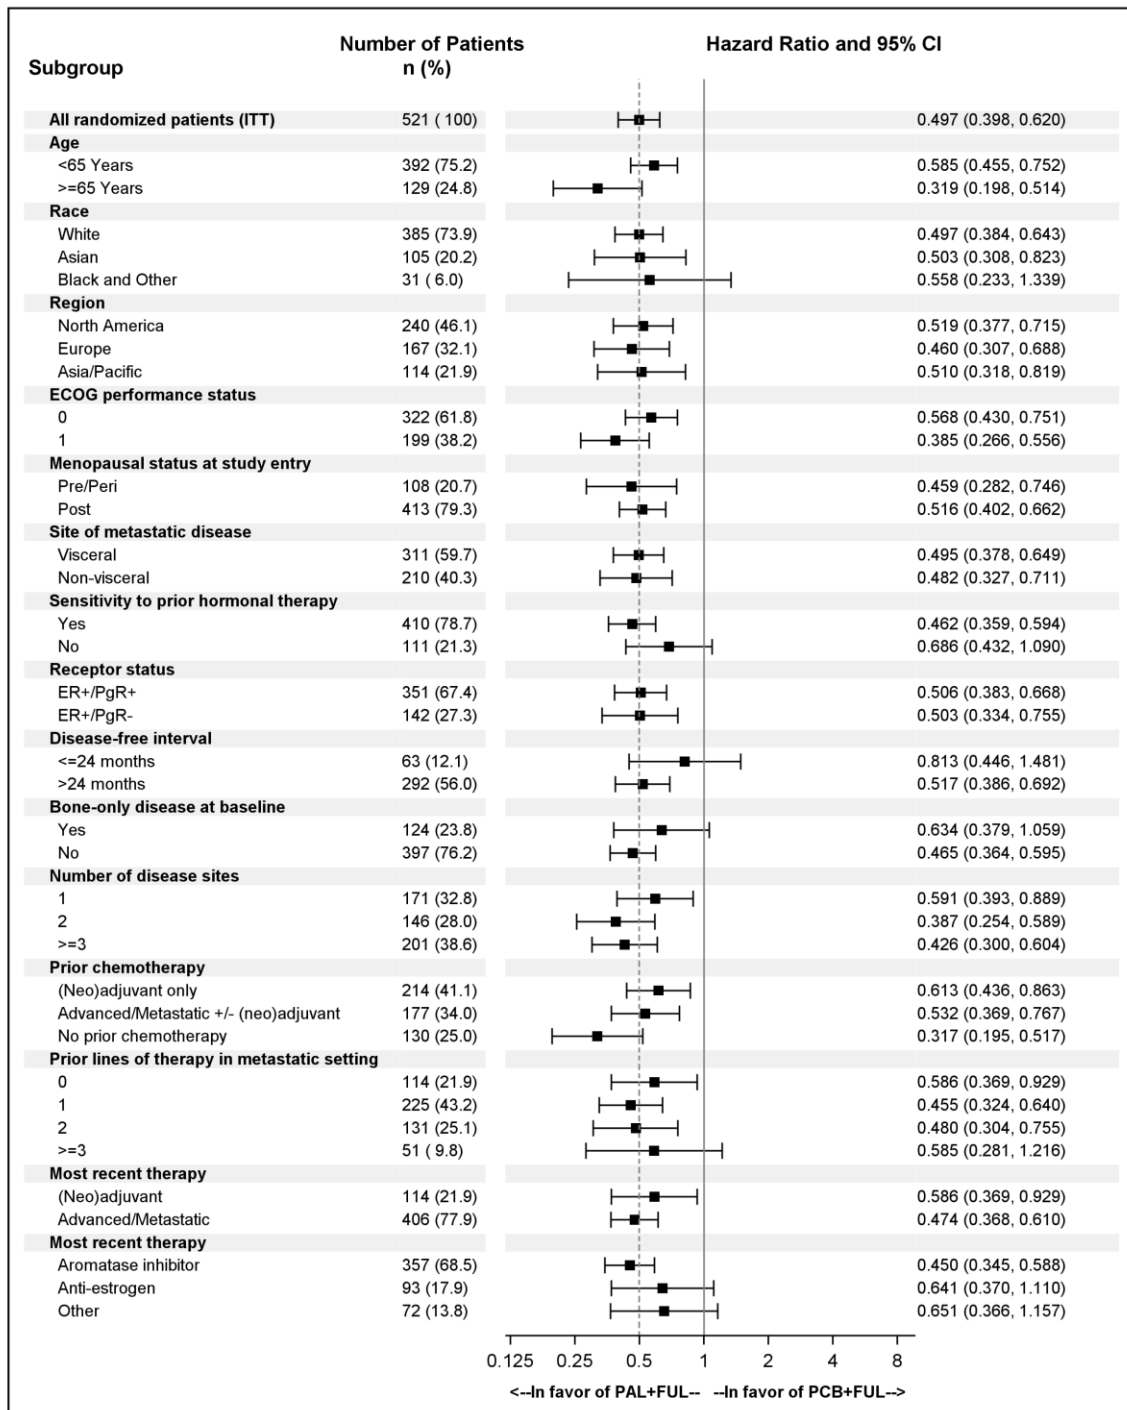 Number of Patients Hazard Ratio and 95% CI
Subgroup n (%)
All randomized patients (ITT) 521 ( 100) 0.497 (0.398, 0.620)
Age
<65 Years 392 (75.2) 0.585 (0.455, 0.752)
>=65 Years 129 (24.8) 0.319 (0.198, 0.514)
Race
White 385 (73.9) 0.497 (0.384, 0.643)
Asian 105 (20.2) 0.503 (0.308, 0.823)
Black and Other 31 ( 6.0) 0.558 (0.233, 1.339)
Region
North America 240 (46.1) 0.519 (0.377, 0.715)
Europe 167 (32.1) 0.460 (0.307, 0.688)
Asia/Pacific 114 (21.9) 0.510 (0.318, 0.819)
ECOG performance status
0 322 (61.8) 0.568 (0.430, 0.751)
1 199 (38.2) 0.385 (0.266, 0.556)
Menopausal status at study entry
Pre/Peri 108 (20.7) 0.459 (0.282, 0.746)
Post 413 (79.3) 0.516 (0.402, 0.662)
Site of metastatic disease
Visceral 311 (59.7) 0.495 (0.378, 0.649)
Non-visceral 210 (40.3) 0.482 (0.327, 0.711)
Sensitivity to prior hormonal therapy
Yes 410 (78.7) 0.462 (0.359, 0.594)
No 111 (21.3) 0.686 (0.432, 1.090)
Receptor status
ER+/PgR+ 351 (67.4) 0.506 (0.383, 0.668)
ER+/PgR- 142 (27.3) 0.503 (0.334, 0.755)
Disease-free interval
<=24 months 63 (12.1) 0.813 (0.446, 1.481)
>24 months 292 (56.0) 0.517 (0.386, 0.692)
Bone-only disease at baseline
Yes 124 (23.8) 0.634 (0.379, 1.059)
No 397 (76.2) 0.465 (0.364, 0.595)
Number of disease sites
1 171 (32.8) 0.591 (0.393, 0.889)
2 146 (28.0) 0.387 (0.254, 0.589)
>=3 201 (38.6) 0.426 (0.300, 0.604)
Prior chemotherapy
(Neo)adjuvant only 214 (41.1) 0.613 (0.436, 0.863)
Advanced/Metastatic +/- (neo)adjuvant 177 (34.0) 0.532 (0.369, 0.767)
No prior chemotherapy 130 (25.0) 0.317 (0.195, 0.517)
Prior lines of therapy in metastatic setting
0 114 (21.9) 0.586 (0.369, 0.929)
1 225 (43.2) 0.455 (0.324, 0.640)
2 131 (25.1) 0.480 (0.304, 0.755)
>=3 51 ( 9.8) 0.585 (0.281, 1.216)
Most recent therapy
(Neo)adjuvant 114 (21.9) 0.586 (0.369, 0.929)
Advanced/Metastatic 406 (77.9) 0.474 (0.368, 0.610)
Most recent therapy
Aromatase inhibitor 357 (68.5) 0.450 (0.345, 0.588)
Anti-estrogen 93 (17.9) 0.641 (0.370, 1.110)
Other 72 (13.8) 0.651 (0.366, 1.157)
0.125 0.25 0.5 1 2 4 8
<--In favor of PAL+FUL-- --In favor of PCB+FUL-->